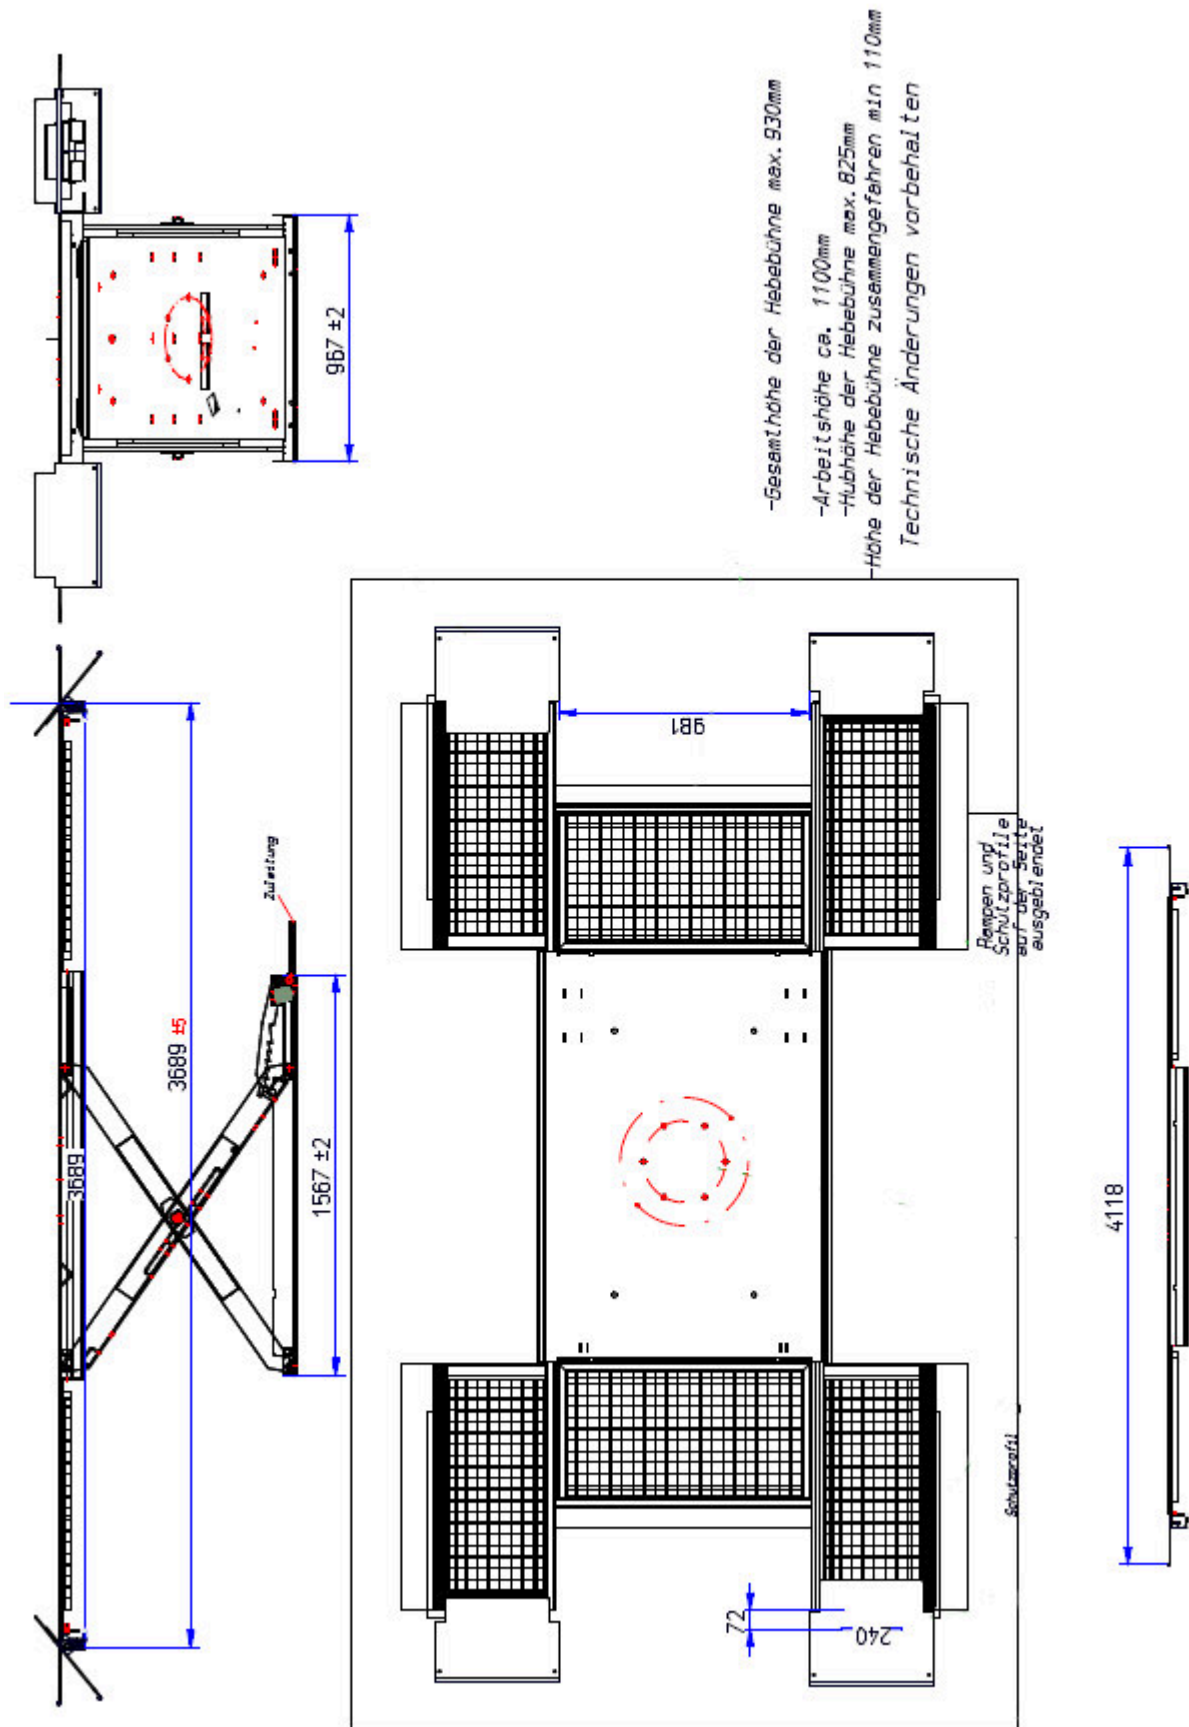 -Gesamthöhe der Hebebühne max. 930mm
-Arbeitshöhe ca. 1100mm
-Hubhöhe der Hebebühne max. 825mm
-Höhe der Hebebühne zusammengefahren min 110mm
Technische Änderungen vorbehalten
967 ±2
3689 ±5
3689
Zuleitung
1567 ±2
981
Rampen und
Schutzprofile
auf der Seite
ausgeblendet
Schutzprofil
72
240
4118